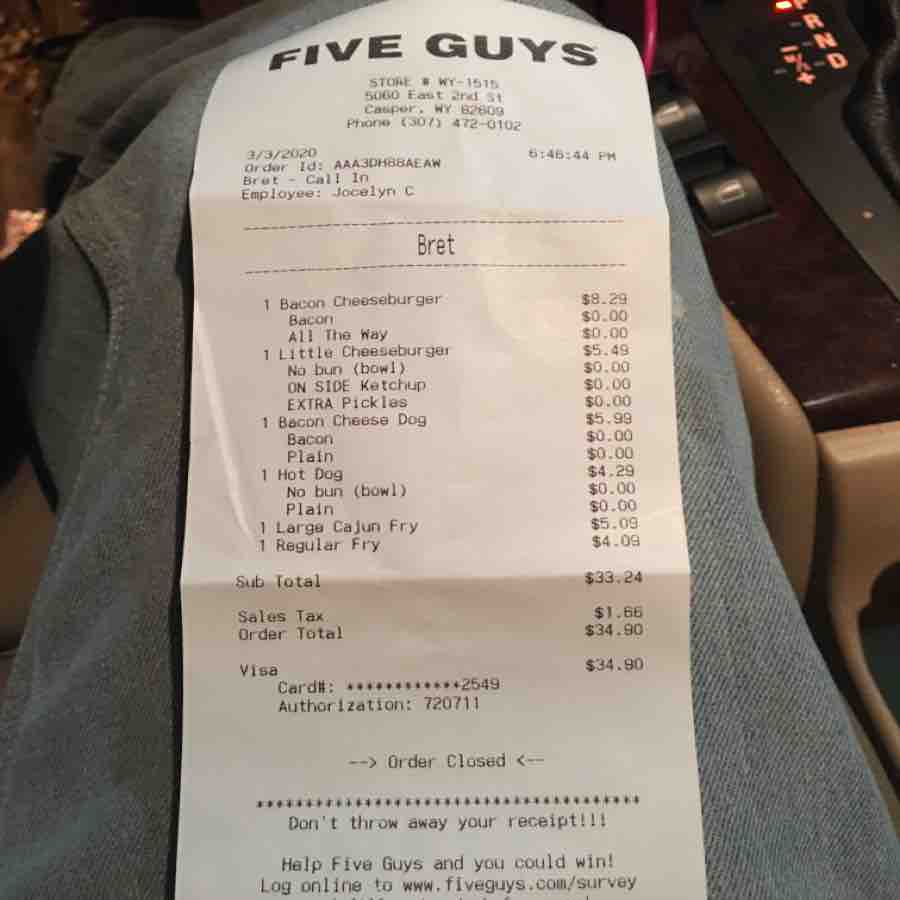 FIVE GUYS
STORE # WY-1515
5060 East 2nd St
Casper, WY 82609
Phone (307) 472-0102
3/3/2020 6:46:44 PM
Order Id: AAA3DH88AEAW
Bret - Call In
Employee: Jocelyn C
Bret
1 Bacon Cheeseburger $8.29
Bacon $0.00
All The Way $0.00
1 Little Cheeseburger $5.49
No bun (bowl) $0.00
ON SIDE Ketchup $0.00
EXTRA Pickles $0.00
1 Bacon Cheese Dog $5.99
Bacon $0.00
Plain $0.00
1 Hot Dog $4.29
No bun (bowl) $0.00
Plain $0.00
1 Large Cajun Fry $5.09
1 Regular Fry $4.09
Sub Total $33.24
Sales Tax $1.66
Order Total $34.90
Visa $34.90
Card#: ************2549
Authorization: 720711
--> Order Closed <--
***************************************
Don't throw away your receipt!!!
Help Five Guys and you could win!
Log online to www.fiveguys.com/survey
P
R
N
D